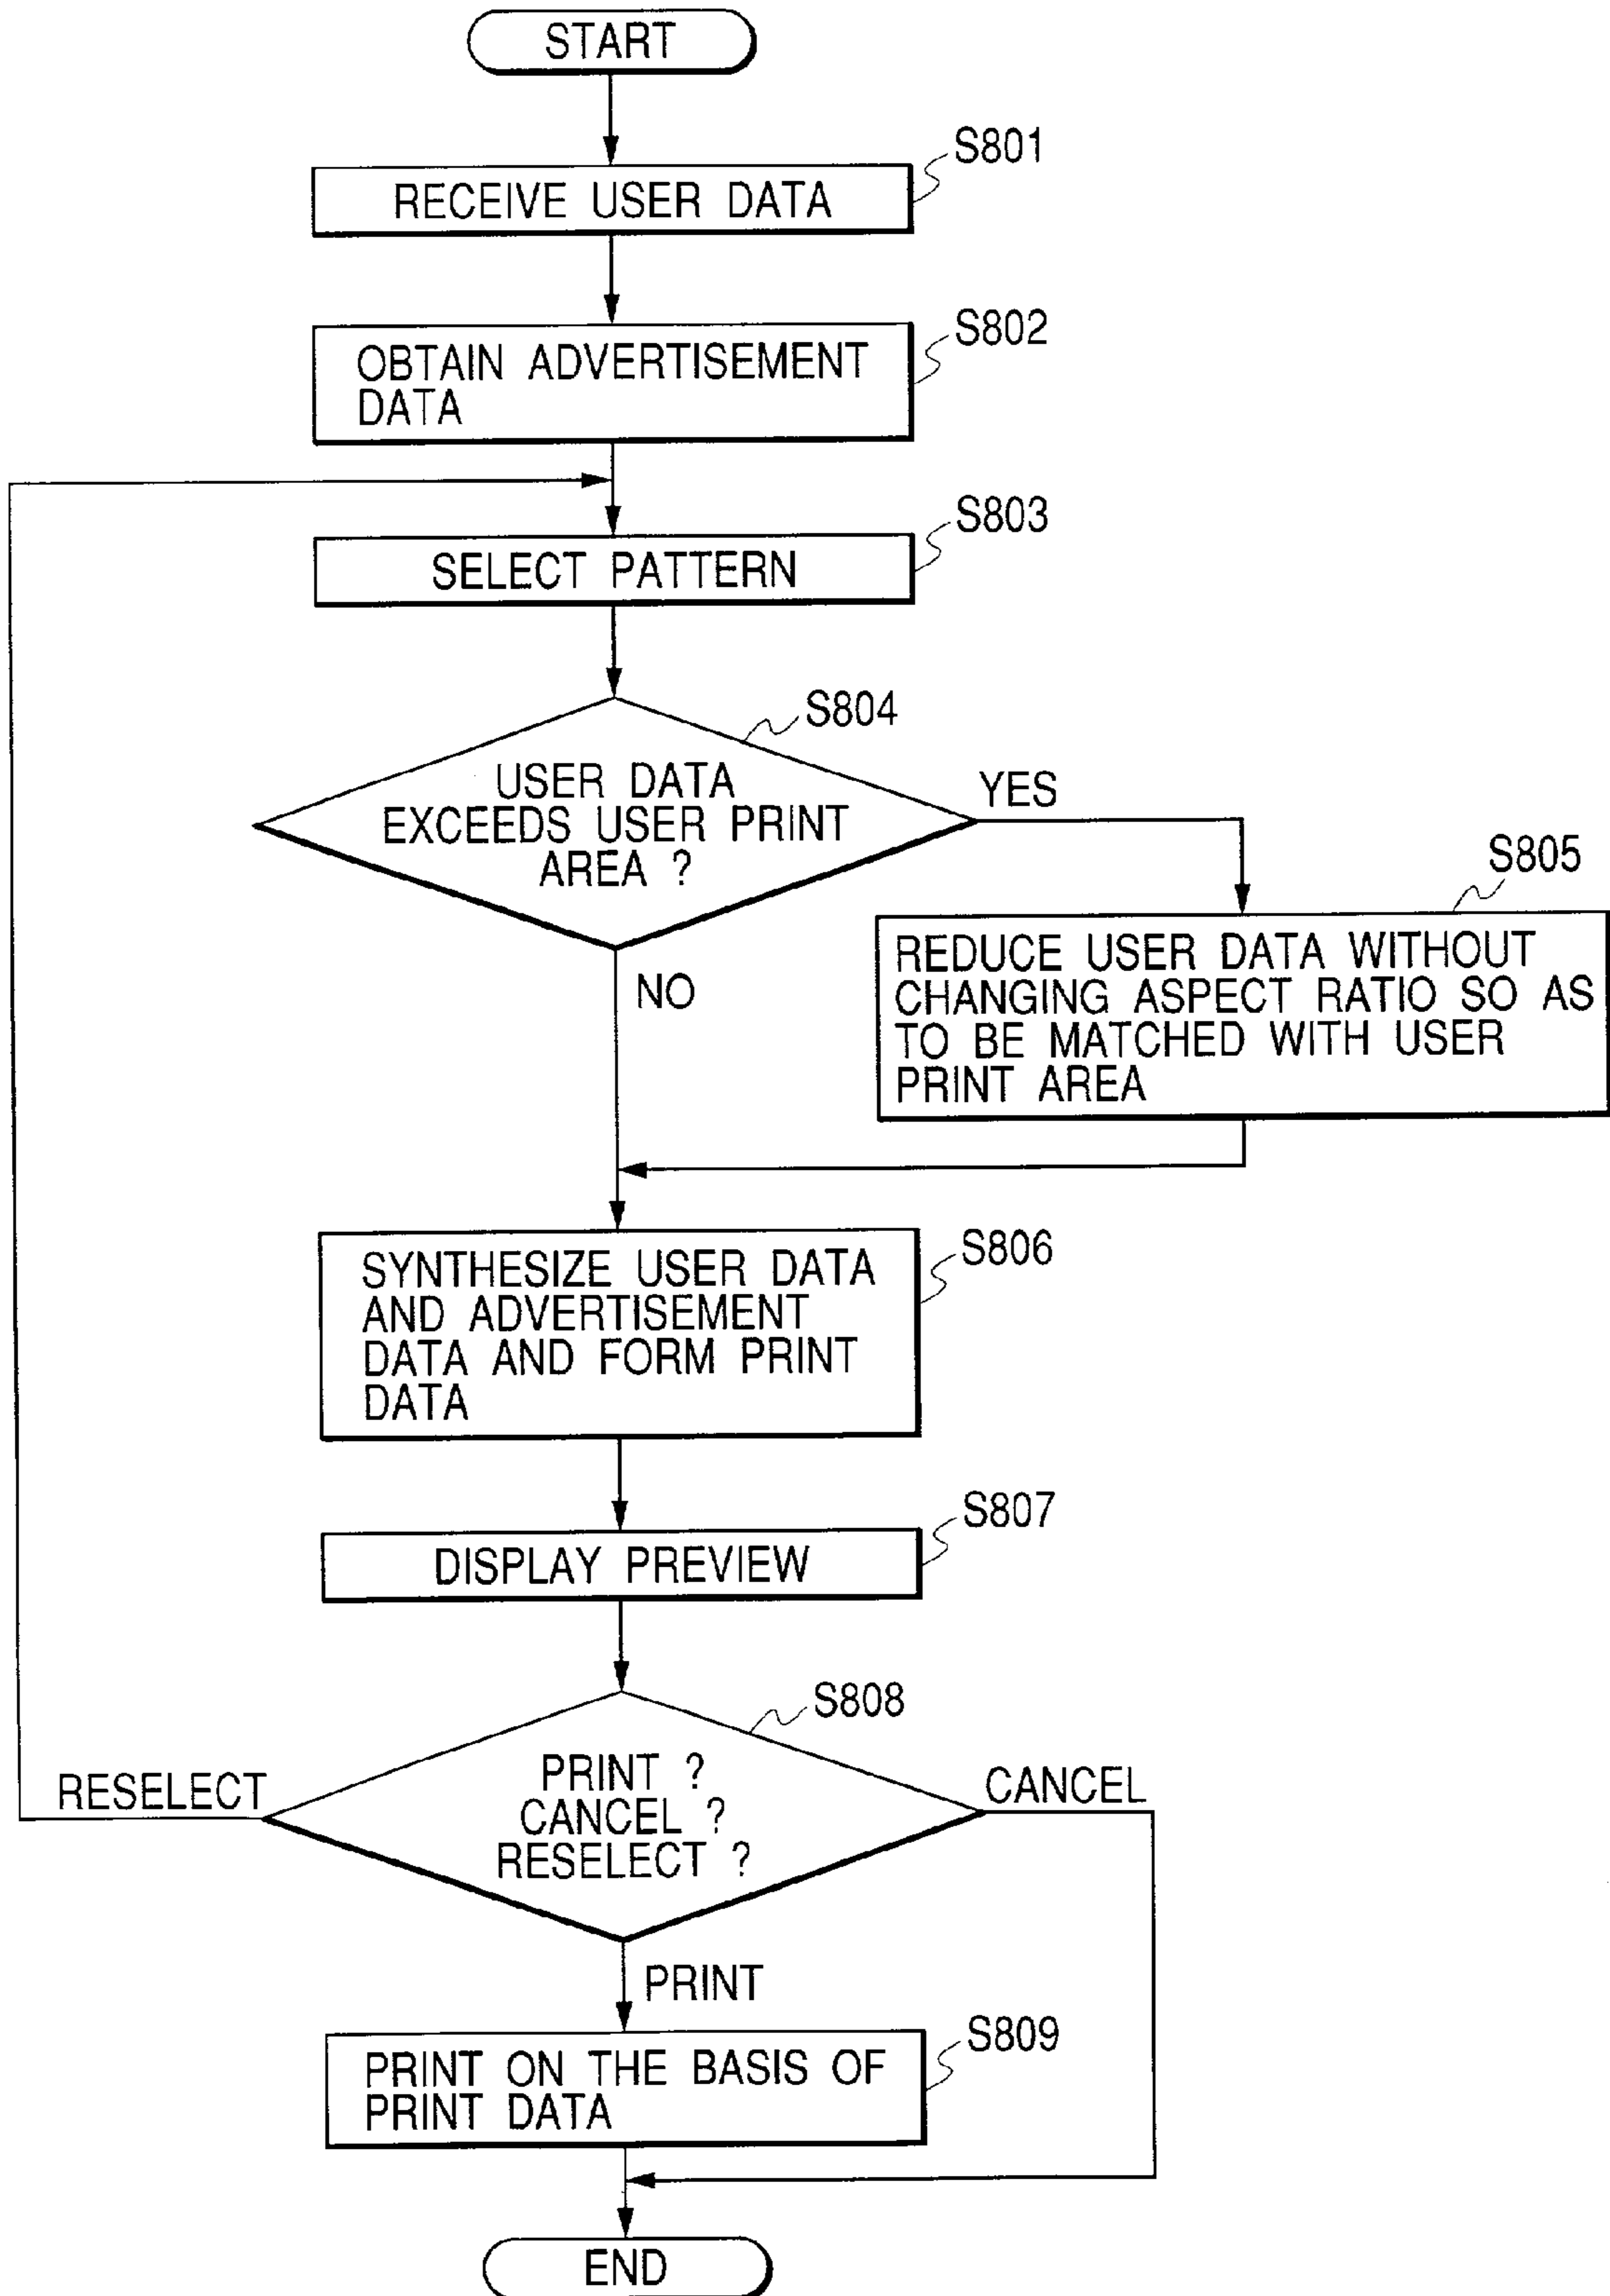 START
S801
RECEIVE USER DATA
S802
OBTAIN ADVERTISEMENT
DATA
S803
SELECT PATTERN
S804
USER DATA
EXCEEDS USER PRINT
AREA ?
YES
NO
S805
REDUCE USER DATA WITHOUT
CHANGING ASPECT RATIO SO AS
TO BE MATCHED WITH USER
PRINT AREA
S806
SYNTHESIZE USER DATA
AND ADVERTISEMENT
DATA AND FORM PRINT
DATA
S807
DISPLAY PREVIEW
S808
PRINT ?
CANCEL ?
RESELECT ?
RESELECT
CANCEL
PRINT
S809
PRINT ON THE BASIS OF
PRINT DATA
END